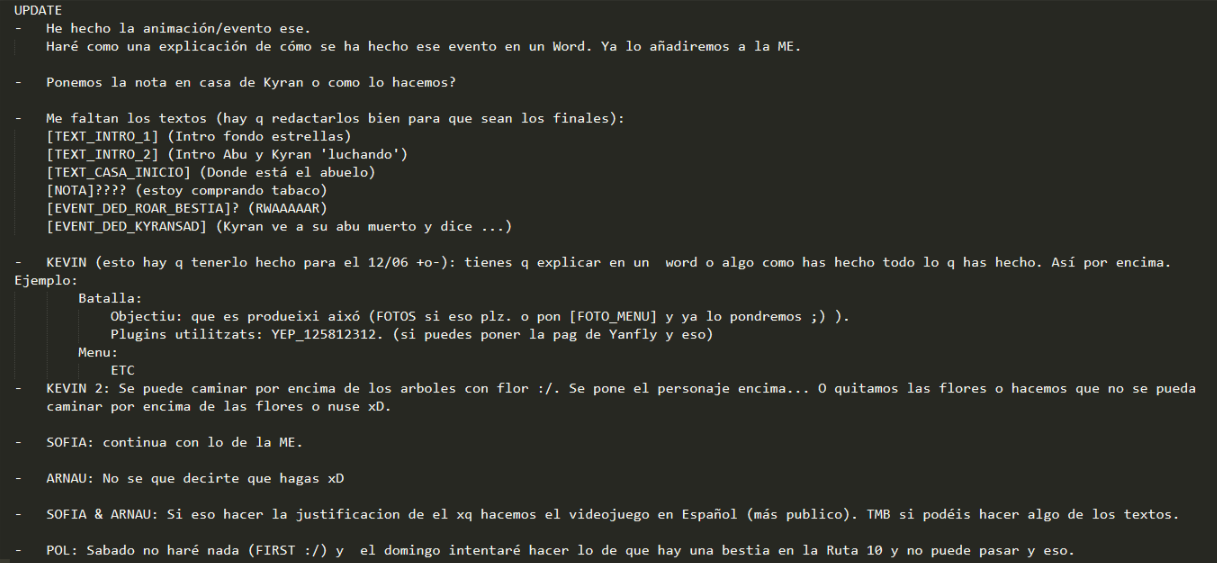 UPDATE
-   He hecho la animación/evento ese.
    Haré como una explicación de cómo se ha hecho ese evento en un Word. Ya lo añadiremos a la ME.
-   Ponemos la nota en casa de Kyran o como lo hacemos?
-   Me faltan los textos (hay q redactarlos bien para que sean los finales):
    [TEXT_INTRO_1] (Intro fondo estrellas)
    [TEXT_INTRO_2] (Intro Abu y Kyran 'luchando')
    [TEXT_CASA_INICIO] (Donde está el abuelo)
    [NOTA]???? (estoy comprando tabaco)
    [EVENT_DED_ROAR_BESTIA]? (RWAAAAAR)
    [EVENT_DED_KYRANSAD] (Kyran ve a su abu muerto y dice ...)
-   KEVIN (esto hay q tenerlo hecho para el 12/06 +o-): tienes q explicar en un  word o algo como has hecho todo lo q has hecho. Así por encima.
Ejemplo:
        Batalla:
            Objectiu: que es produeixi aixó (FOTOS si eso plz. o pon [FOTO_MENU] y ya lo pondremos ;) ).
            Plugins utilitzats: YEP_125812312. (si puedes poner la pag de Yanfly y eso)
        Menu:
            ETC
-   KEVIN 2: Se puede caminar por encima de los arboles con flor :/. Se pone el personaje encima... O quitamos las flores o hacemos que no se pueda
    caminar por encima de las flores o nuse xD.
-   SOFIA: continua con lo de la ME.
-   ARNAU: No se que decirte que hagas xD
-   SOFIA & ARNAU: Si eso hacer la justificacion de el xq hacemos el videojuego en Español (más publico). TMB si podéis hacer algo de los textos.
-   POL: Sabado no haré nada (FIRST :/) y  el domingo intentaré hacer lo de que hay una bestia en la Ruta 10 y no puede pasar y eso.